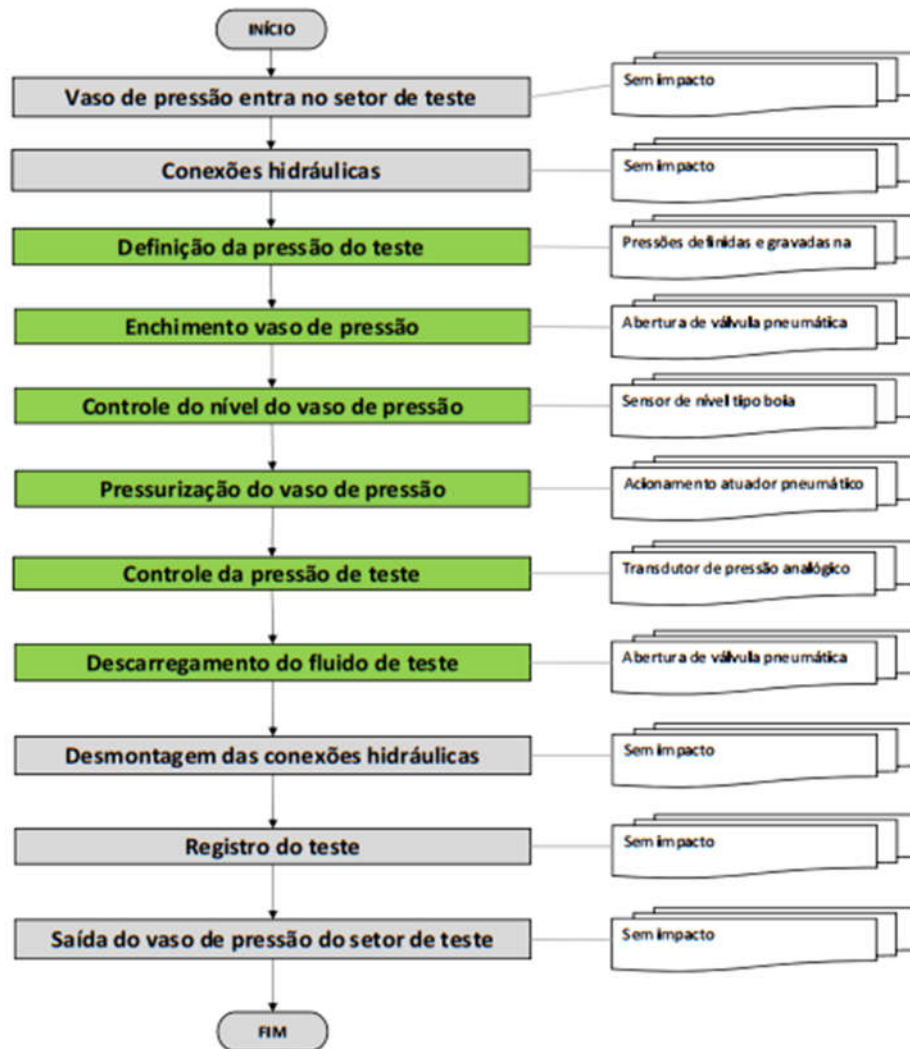 INÍCIO
Vaso de pressão entra no setor de teste
Sem impacto
Conexões hidráulicas
Sem impacto
Definição da pressão do teste
Pressões definidas e gravadas na
Enchimento vaso de pressão
Abertura de válvula pneumática
Controle do nível do vaso de pressão
Sensor de nível tipo boia
Pressurização do vaso de pressão
Acionamento atuador pneumático
Controle da pressão de teste
Transdutor de pressão analógico
Descarregamento do fluido de teste
Abertura de válvula pneumática
Desmontagem das conexões hidráulicas
Sem impacto
Registro do teste
Sem impacto
Saída do vaso de pressão do setor de teste
Sem impacto
FIM